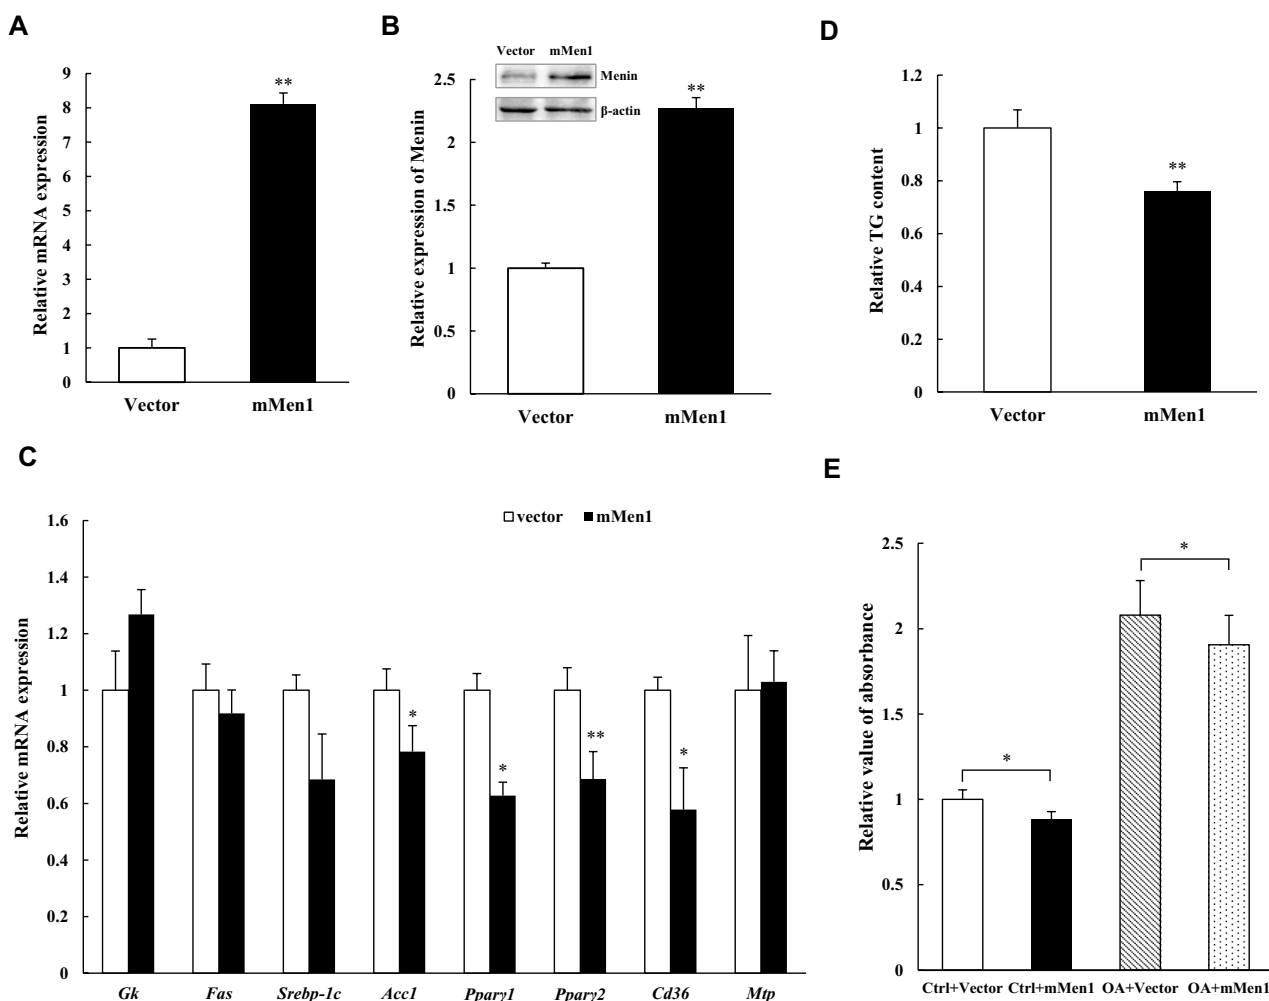 A
Relative mRNA expression
9
8
7
6
5
4
3
2
1
0
**
Vector
mMen1
B
Vector mMen1
Menin
β-actin
Relative expression of Menin
2.5
2
1.5
1
0.5
0
**
Vector
mMen1
D
Relative TG content
1.2
1
0.8
0.6
0.4
0.2
0
**
Vector
mMen1
C
Relative mRNA expression
1.6
1.4
1.2
1
0.8
0.6
0.4
0.2
0
vector mMen1
*
*
**
*
Gk Fas Srebp-1c Acc1 Pparγ1 Pparγ2 Cd36 Mtp
E
Relative value of absorbance
2.5
2
1.5
1
0.5
0
*
*
Ctrl+Vector Ctrl+mMen1 OA+Vector OA+mMen1